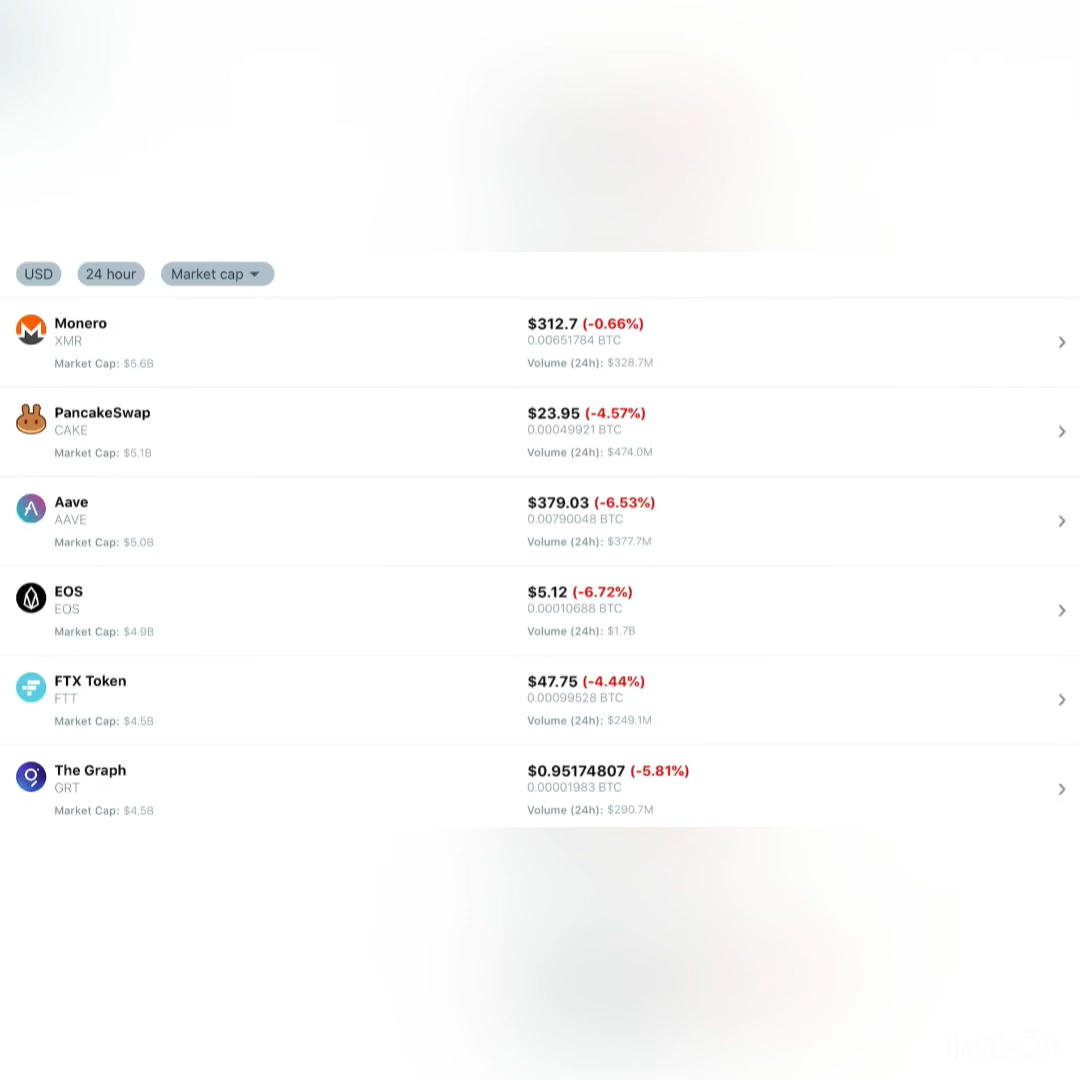 USD 24 hour Market cap
Monero
$312.7 (-0.66%)
XMR
0.00651784 BTC
Market Cap: $5.6B
Volume (24h): $328.7M
PancakeSwap
$23.95 (-4.57%)
CAKE
0.00049921 BTC
Market Cap: $5.1B
Volume (24h): $474.0M
Aave
$379.03 (-6.53%)
AAVE
0.00790048 BTC
Market Cap: $5.0B
Volume (24h): $377.7M
EOS
$5.12 (-6.72%)
EOS
0.00010688 BTC
Market Cap: $4.9B
Volume (24h): $1.7B
FTX Token
$47.75 (-4.44%)
FTT
0.00099528 BTC
Market Cap: $4.5B
Volume (24h): $249.1M
The Graph
$0.95174807 (-5.81%)
GRT
0.00001983 BTC
Market Cap: $4.5B
Volume (24h): $290.7M